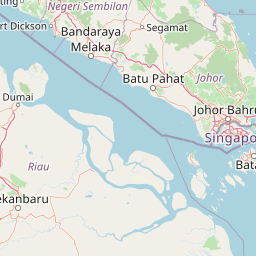 Negeri Sembilan
rt Dickson
Bandaraya
Melaka
Segamat
Batu Pahat
Johor
Dumai
Johor Bahru
Singapo
Riau
Bata
ekanbaru